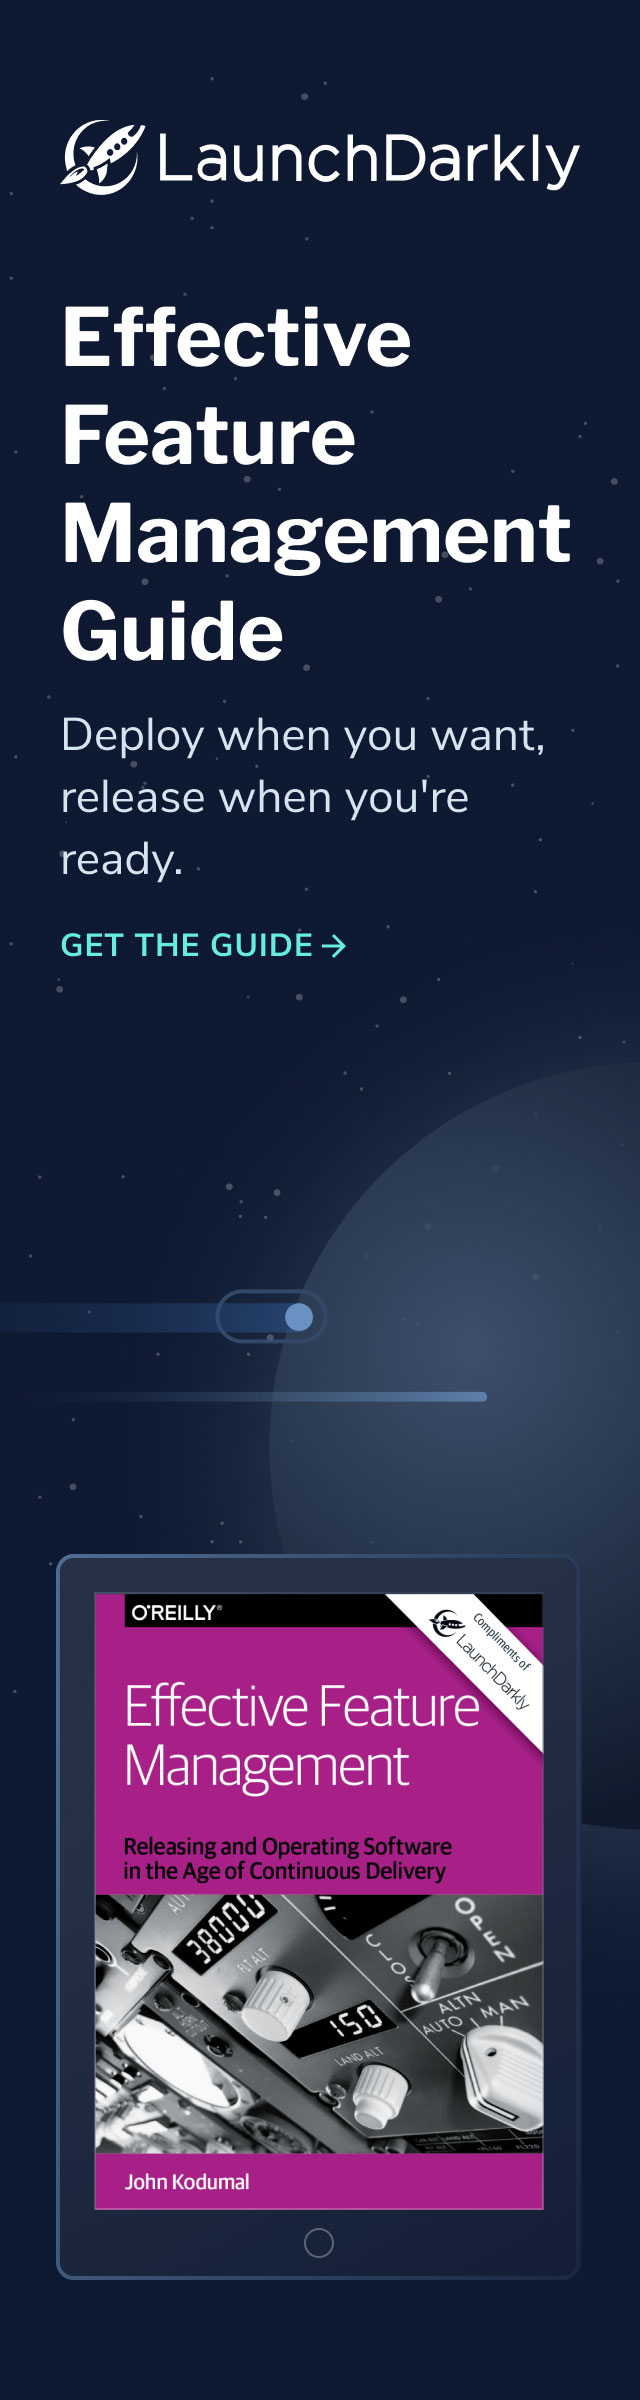 LaunchDarkly
Effective
Feature
Management
Guide
Deploy when you want,
release when you're
ready.
GET THE GUIDE →
O'REILLY®
Compliments of
LaunchDarkly
Effective Feature
Management
Releasing and Operating Software
in the Age of Continuous Delivery
38000
FLT ALT
150
LAND ALT
OPEN
ALTN
AUTO MAN
John Kodumal